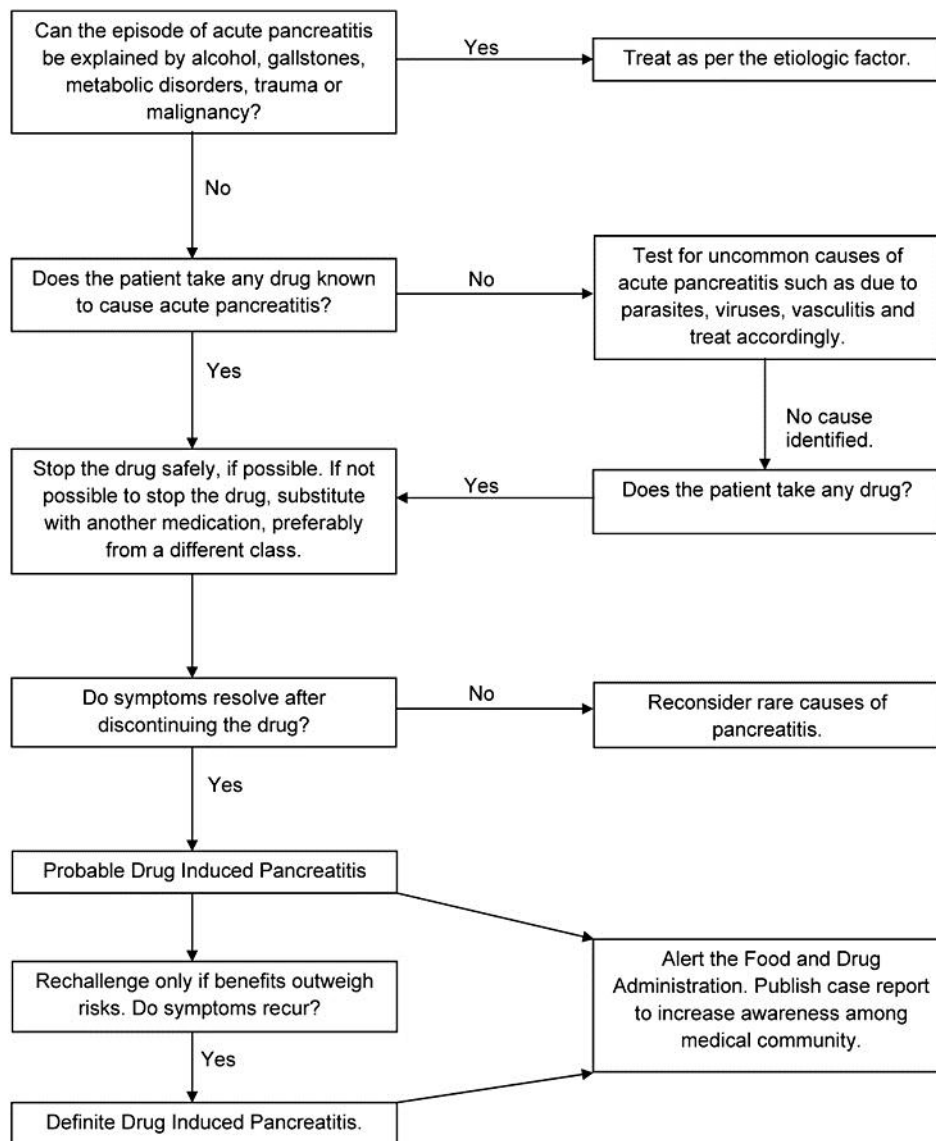 Can the episode of acute pancreatitis
be explained by alcohol, gallstones,
metabolic disorders, trauma or
malignancy?
Yes
Treat as per the etiologic factor.
No
Does the patient take any drug known
to cause acute pancreatitis?
No
Test for uncommon causes of
acute pancreatitis such as due to
parasites, viruses, vasculitis and
treat accordingly.
Yes
No cause
identified.
Stop the drug safely, if possible. If not
possible to stop the drug, substitute
with another medication, preferably
from a different class.
Yes
Does the patient take any drug?
Do symptoms resolve after
discontinuing the drug?
No
Reconsider rare causes of
pancreatitis.
Yes
Probable Drug Induced Pancreatitis
Rechallenge only if benefits outweigh
risks. Do symptoms recur?
Alert the Food and Drug
Administration. Publish case report
to increase awareness among
medical community.
Yes
Definite Drug Induced Pancreatitis.